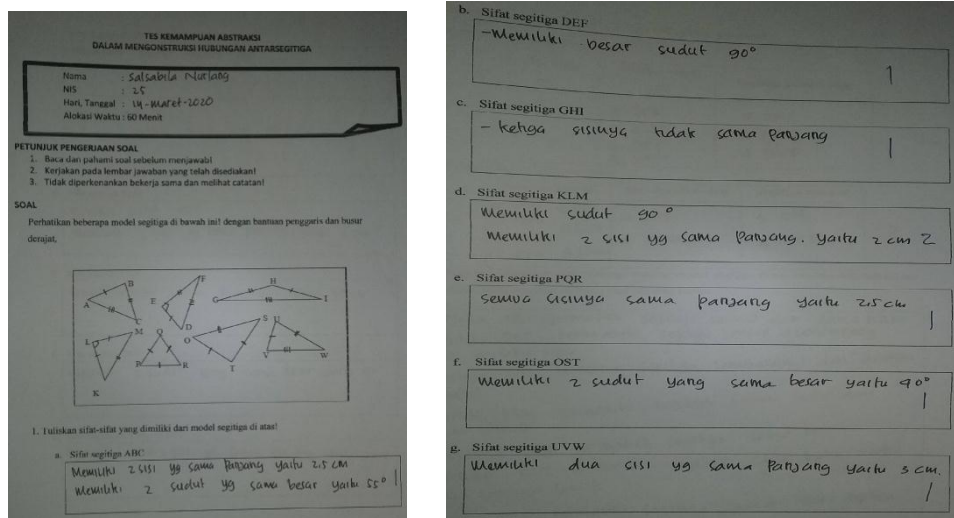 TES KEMAMPUAN ABSTRAKSI
DALAM MENGONSTRUKSI HUBUNGAN ANTARSEGITIGA
Nama : Salsabila
NIS : 25
Hari, Tanggal : 14-Maret-2020
Alokasi Waktu : 60 Menit
PETUNJUK PENGERJAAN SOAL
1. Baca dan pahami soal sebelum menjawab!
2. Kerjakan pada lembar jawaban yang telah disediakan!
3. Tidak diperkenankan bekerja sama dan melihat catatan!
SOAL
Perhatikan beberapa model segitiga di bawah ini! dengan bantuan penggaris dan busur
derajat,
A B C
E F D
G H I
L M K
P Q R
O S T
U V W
1. Tuliskan sifat-sifat yang dimiliki dari model segitiga di atas!
a. Sifat segitiga ABC
Memiliki 2 sisi yg sama panjang yaitu 2,5 cm
Memiliki 2 sudut yg sama besar yaitu 55° 1
b. Sifat segitiga DEF
- Memiliki besar sudut 90°
1
c. Sifat segitiga GHI
- ketiga sisinya tidak sama panjang
1
d. Sifat segitiga KLM
Memiliki sudut 90°
Memiliki 2 sisi yg sama panjang. yaitu 2 cm 2
e. Sifat segitiga PQR
semua sisinya sama panjang yaitu 2,5 cm
1
f. Sifat segitiga OST
Memiliki 2 sudut yang sama besar yaitu 40°
1
g. Sifat segitiga UVW
Memiliki dua sisi yg sama panjang yaitu 3 cm.
1